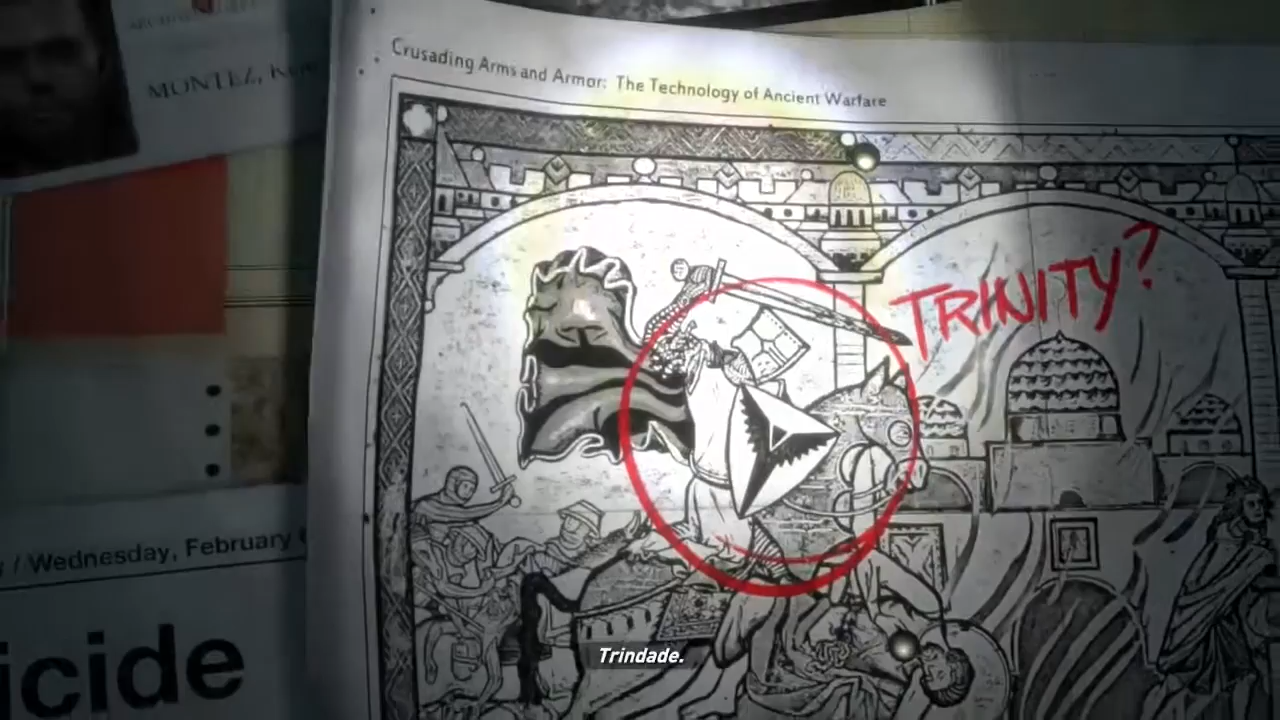 MONTEZ,
Crusading Arms and Armor: The Technology of Ancient Warfare
TRINITY?
/ Wednesday, February
icide
Trindade.